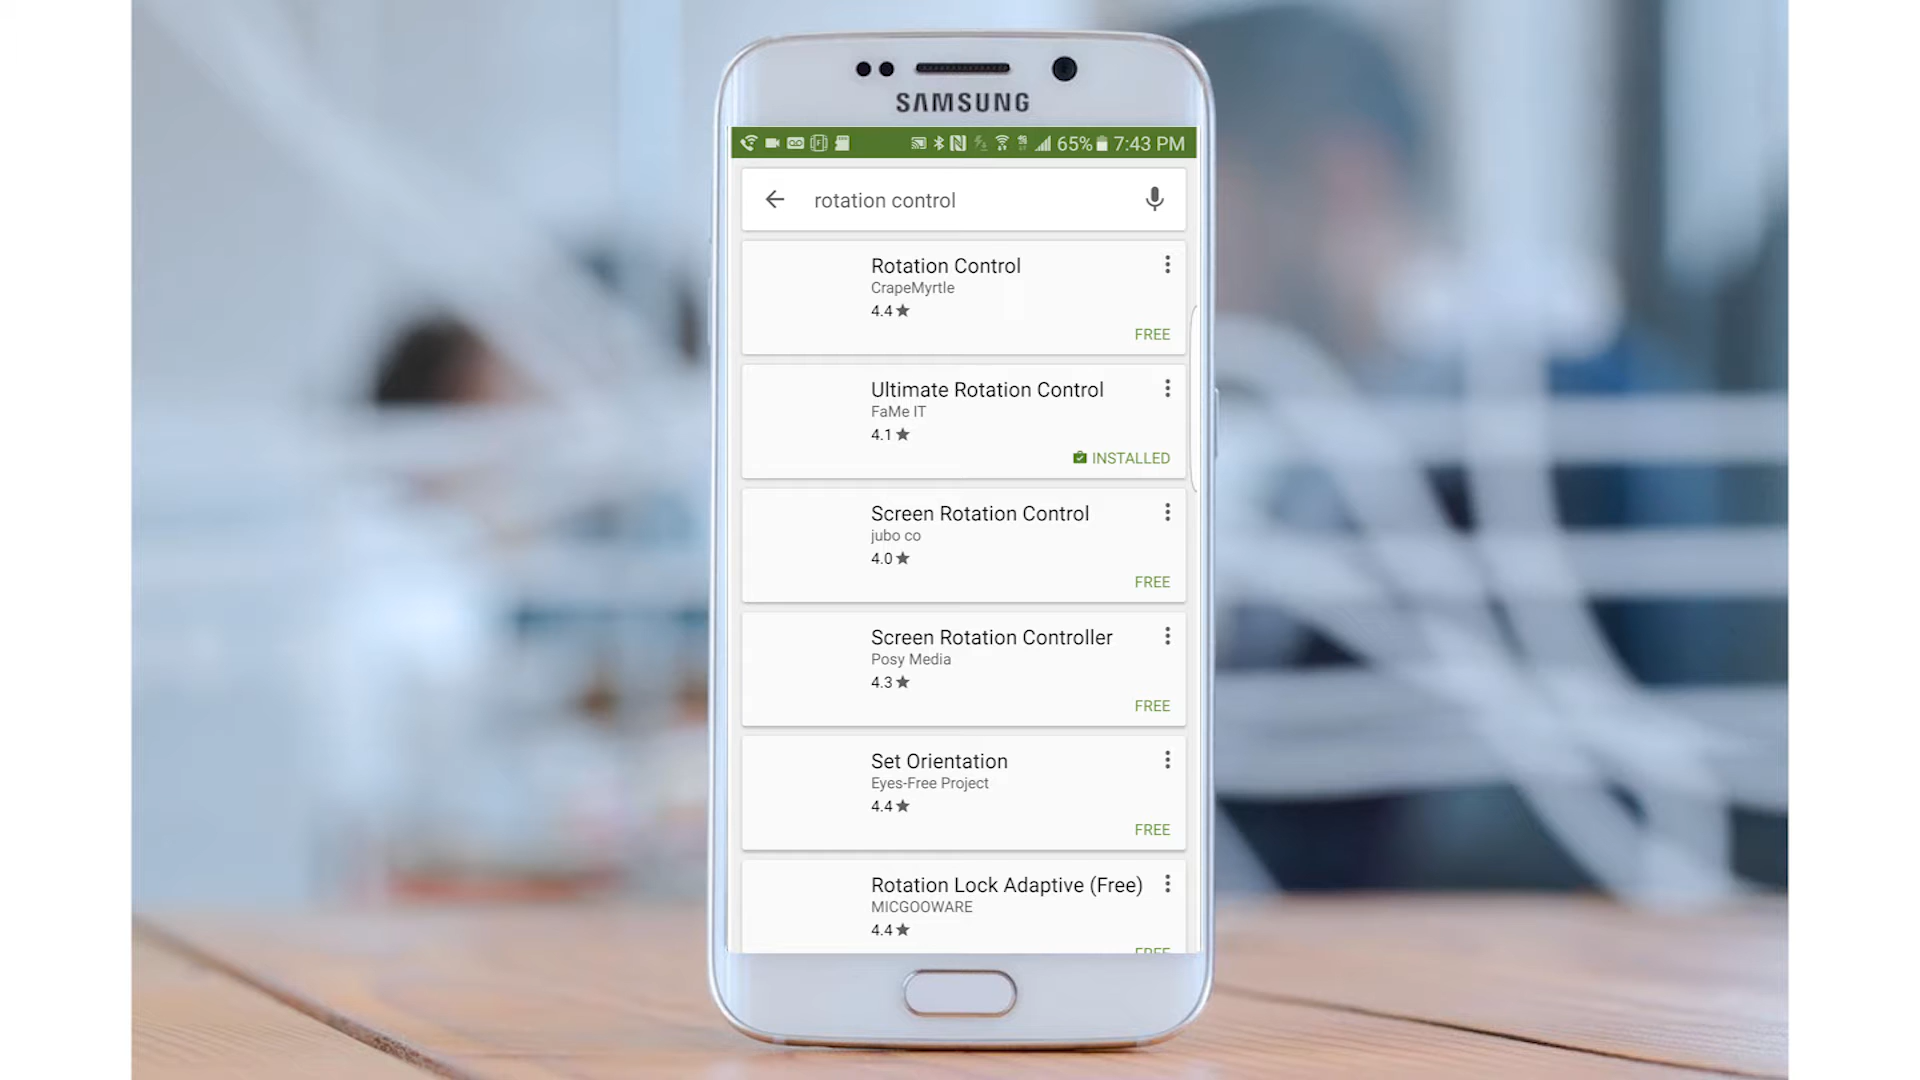 SAMSUNG
65% 7:43 PM
rotation control
Rotation Control
CrapeMyrtle
4.4★
FREE
Ultimate Rotation Control
FaMe IT
4.1★
INSTALLED
Screen Rotation Control
jubo co
4.0★
FREE
Screen Rotation Controller
Posy Media
4.3★
FREE
Set Orientation
Eyes-Free Project
4.4★
FREE
Rotation Lock Adaptive (Free)
MICGOOWARE
4.4★
FREE